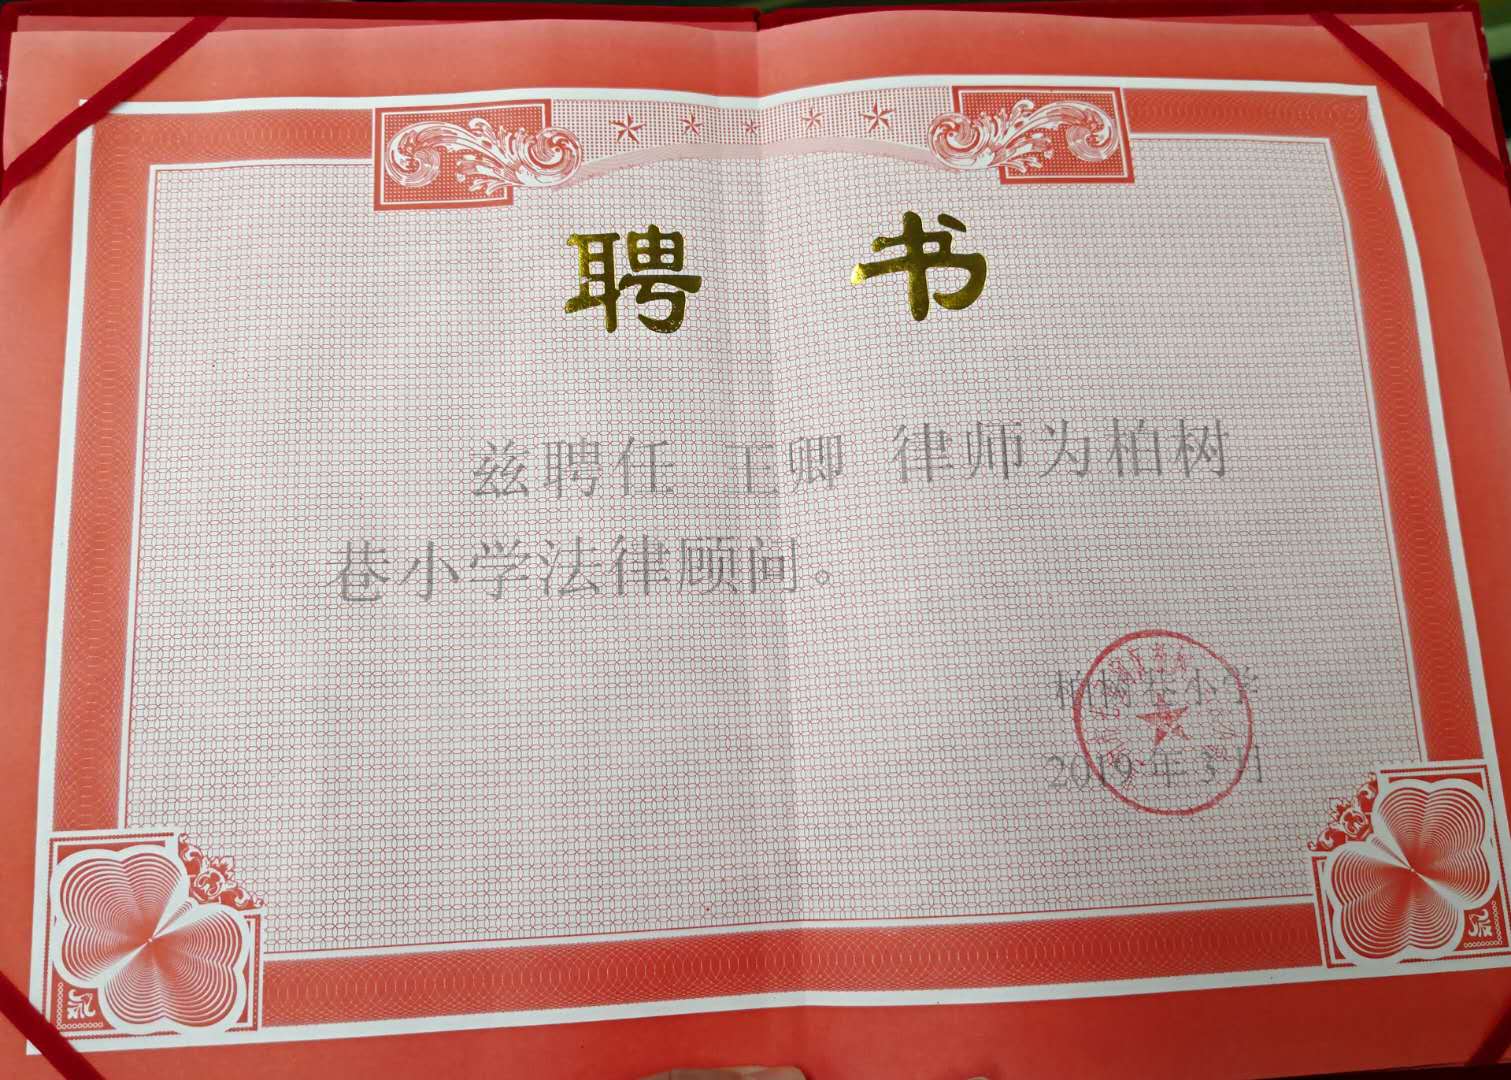 聘 书
兹聘任 王卿 律师为柏树
巷小学法律顾问。
柏树巷小学
2019年3月